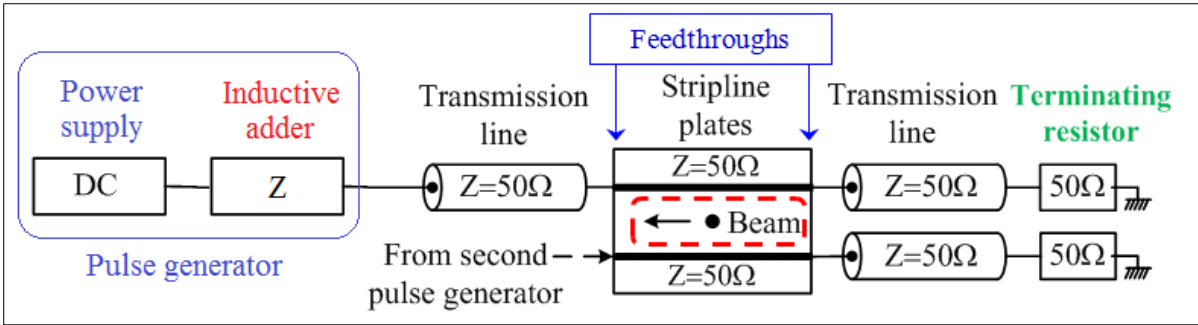 Feedthroughs
Power
supply
Inductive
adder
Transmission
line
Stripline
plates
Transmission
line
Terminating
resistor
DC
Z
Z=50Ω
Z=50Ω
Z=50Ω
50Ω
Beam
From second
pulse generator
Z=50Ω
Z=50Ω
50Ω
Pulse generator